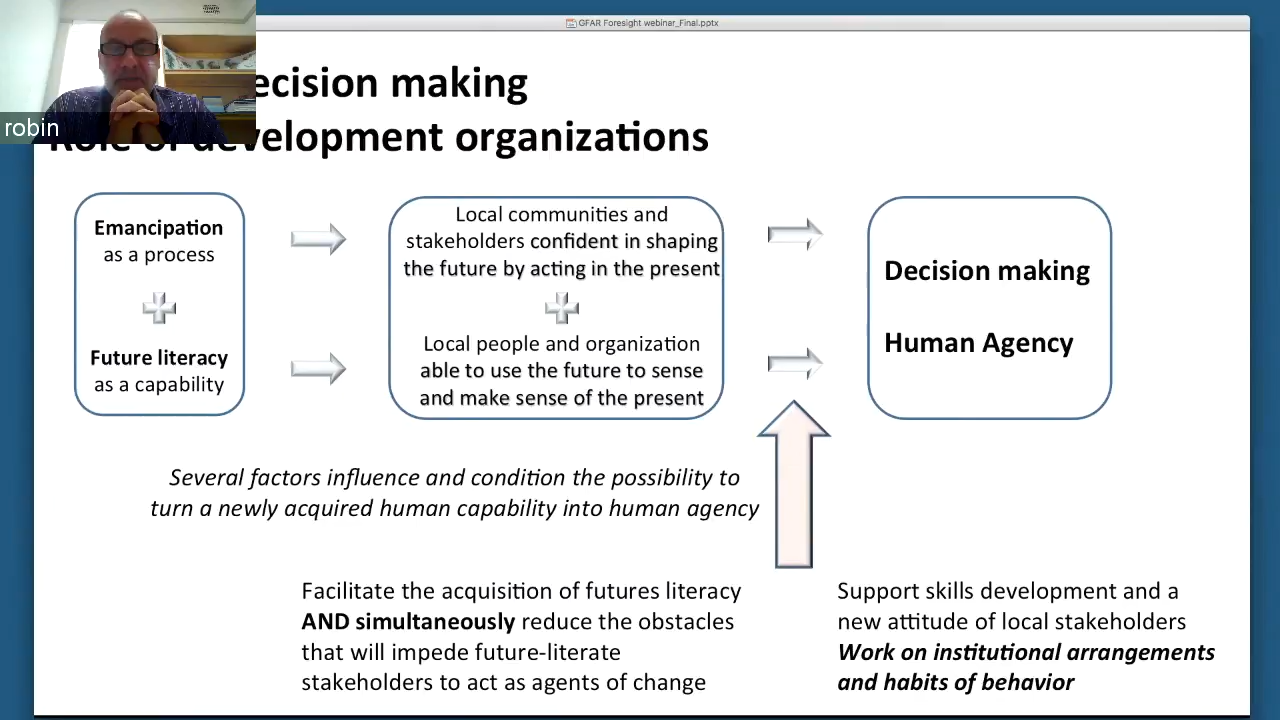 GFAR Foresight webinar_Final.pptx
ecision making
Role of development organizations
robin
Emancipation
as a process
Future literacy
as a capability
Local communities and
stakeholders confident in shaping
the future by acting in the present
Local people and organization
able to use the future to sense
and make sense of the present
Decision making
Human Agency
Several factors influence and condition the possibility to
turn a newly acquired human capability into human agency
Facilitate the acquisition of futures literacy
AND simultaneously reduce the obstacles
that will impede future-literate
stakeholders to act as agents of change
Support skills development and a
new attitude of local stakeholders
Work on institutional arrangements
and habits of behavior